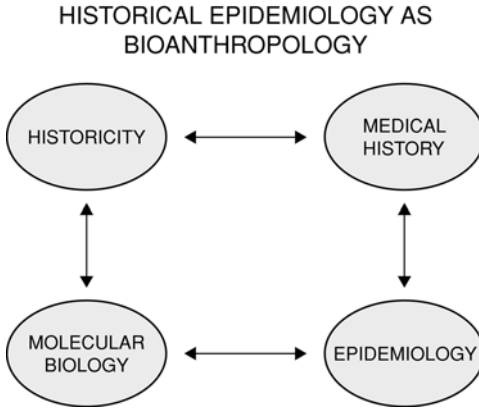 HISTORICAL EPIDEMIOLOGY AS
BIOANTHROPOLOGY
HISTORICITY
MEDICAL
HISTORY
MOLECULAR
BIOLOGY
EPIDEMIOLOGY